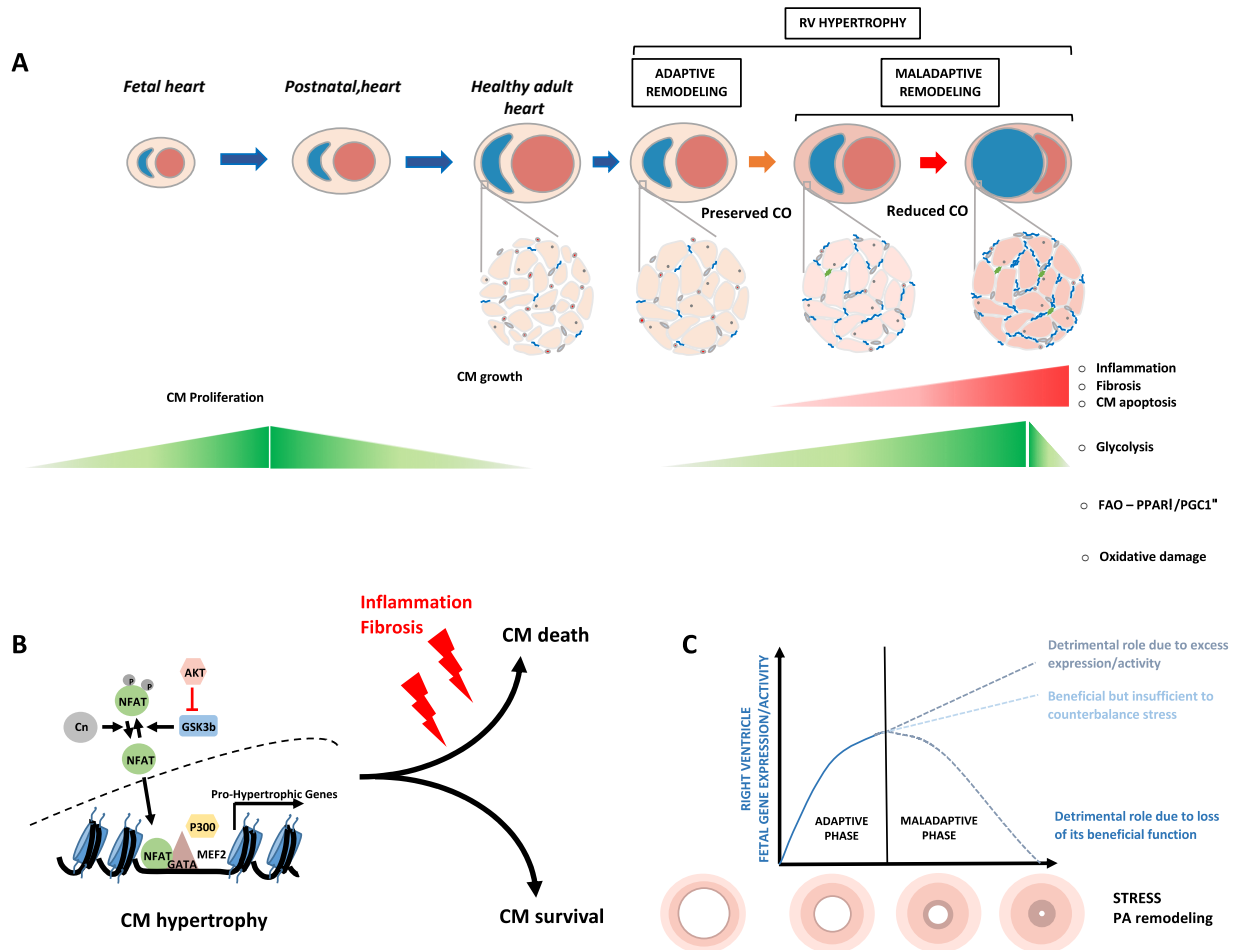 RV HYPERTROPHY
A
ADAPTIVE
REMODELING
MALADAPTIVE
REMODELING
Fetal heart
Postnatal,heart
Healthy adult
heart
Preserved CO
Reduced CO
CM growth
CM Proliferation
○ Inflammation
○ Fibrosis
○ CM apoptosis
○ Glycolysis
○ FAO – PPARl/PGC1"
○ Oxidative damage
B
Inflammation
Fibrosis
CM death
P
P
NFAT
AKT
Cn
GSK3b
NFAT
Pro-Hypertrophic Genes
P300
NFAT
GATA
MEF2
CM hypertrophy
CM survival
C
RIGHT VENTRICLE
FETAL GENE EXPRESSION/ACTIVITY
Detrimental role due to excess
expression/activity
Beneficial but insufficient to
counterbalance stress
ADAPTIVE
PHASE
MALADAPTIVE
PHASE
Detrimental role due to loss
of its beneficial function
STRESS
PA remodeling